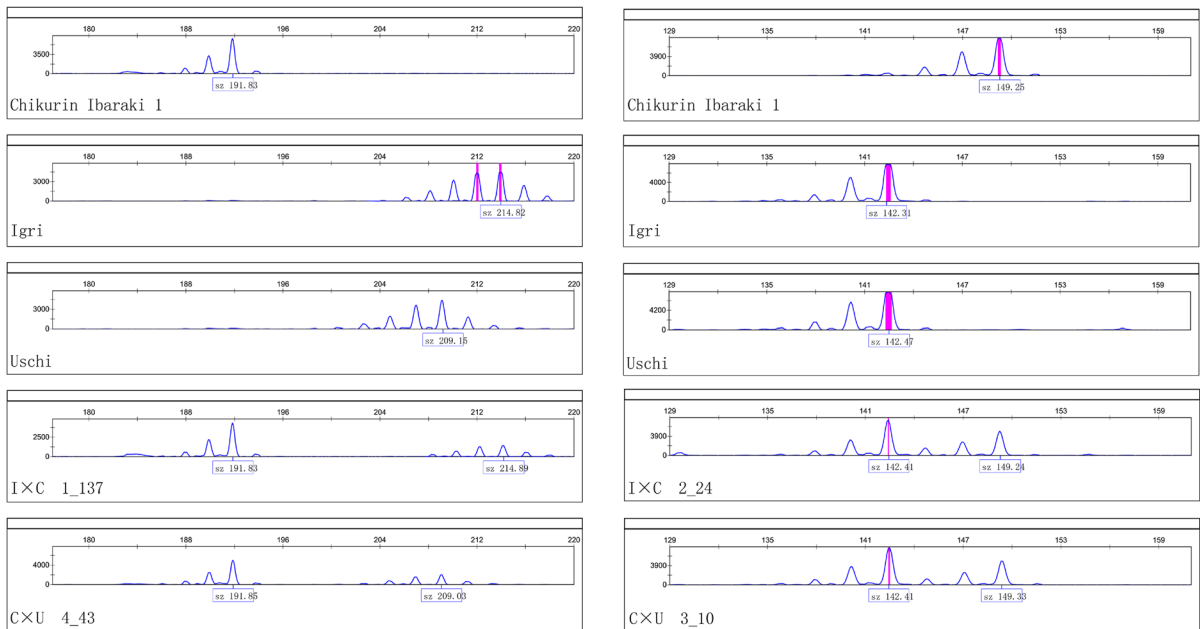 180 188 196 204 212 220
3500
0
sz 191.83
Chikurin Ibaraki 1
180 188 196 204 212 220
3000
0
sz 214.82
Igri
180 188 196 204 212 220
3000
0
sz 209.15
Uschi
180 188 196 204 212 220
2500
0
sz 191.83 sz 214.89
I×C 1_137
180 188 196 204 212 220
4000
0
sz 191.85 sz 209.03
C×U 4_43
129 135 141 147 153 159
3900
0
sz 149.25
Chikurin Ibaraki 1
129 135 141 147 153 159
4000
0
sz 142.31
Igri
129 135 141 147 153 159
4200
0
sz 142.47
Uschi
129 135 141 147 153 159
3900
0
sz 142.41 sz 149.24
I×C 2_24
129 135 141 147 153 159
3900
0
sz 142.41 sz 149.33
C×U 3_10